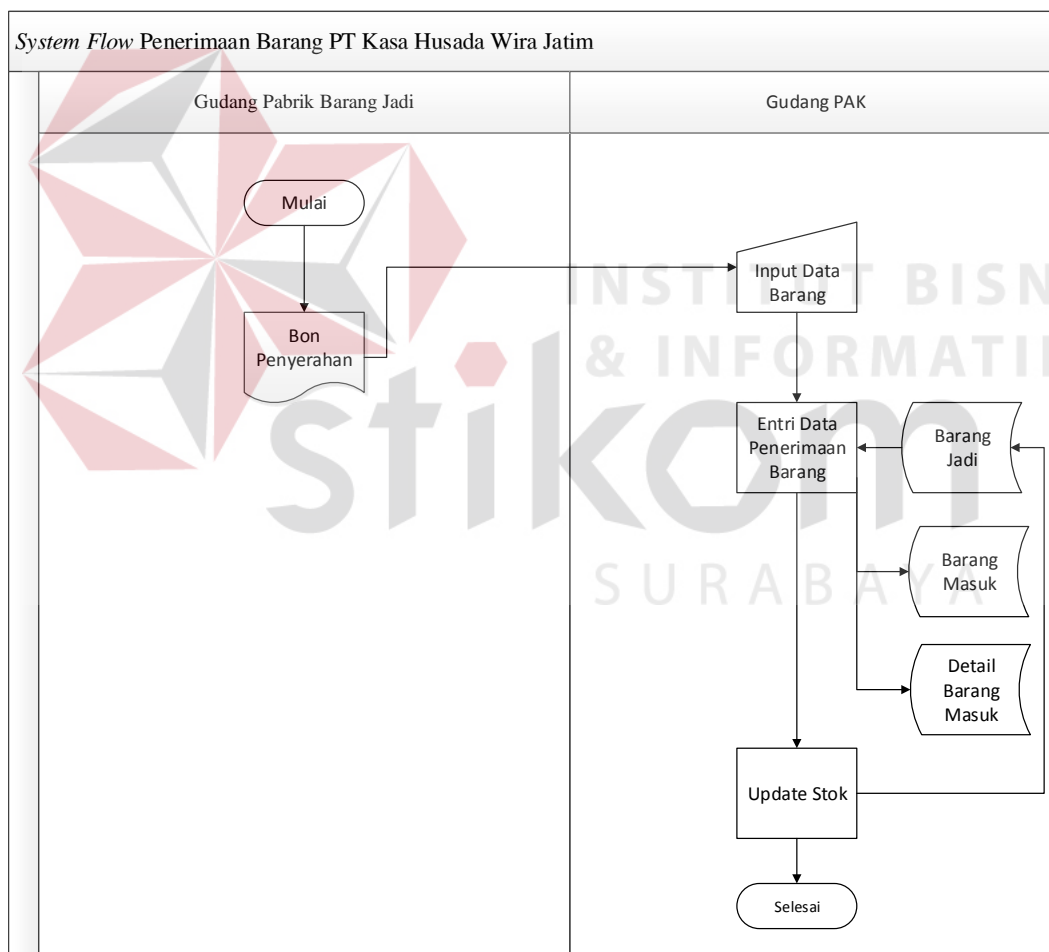 System Flow Penerimaan Barang PT Kasa Husada Wira Jatim
Gudang Pabrik Barang Jadi
Gudang PAK
Mulai
Bon
Penyerahan
Input Data
Barang
Entri Data
Penerimaan
Barang
Barang
Jadi
Barang
Masuk
Detail
Barang
Masuk
Update Stok
Selesai
INSTITUT BISN
& INFORMATI
stikom
SURABAYA